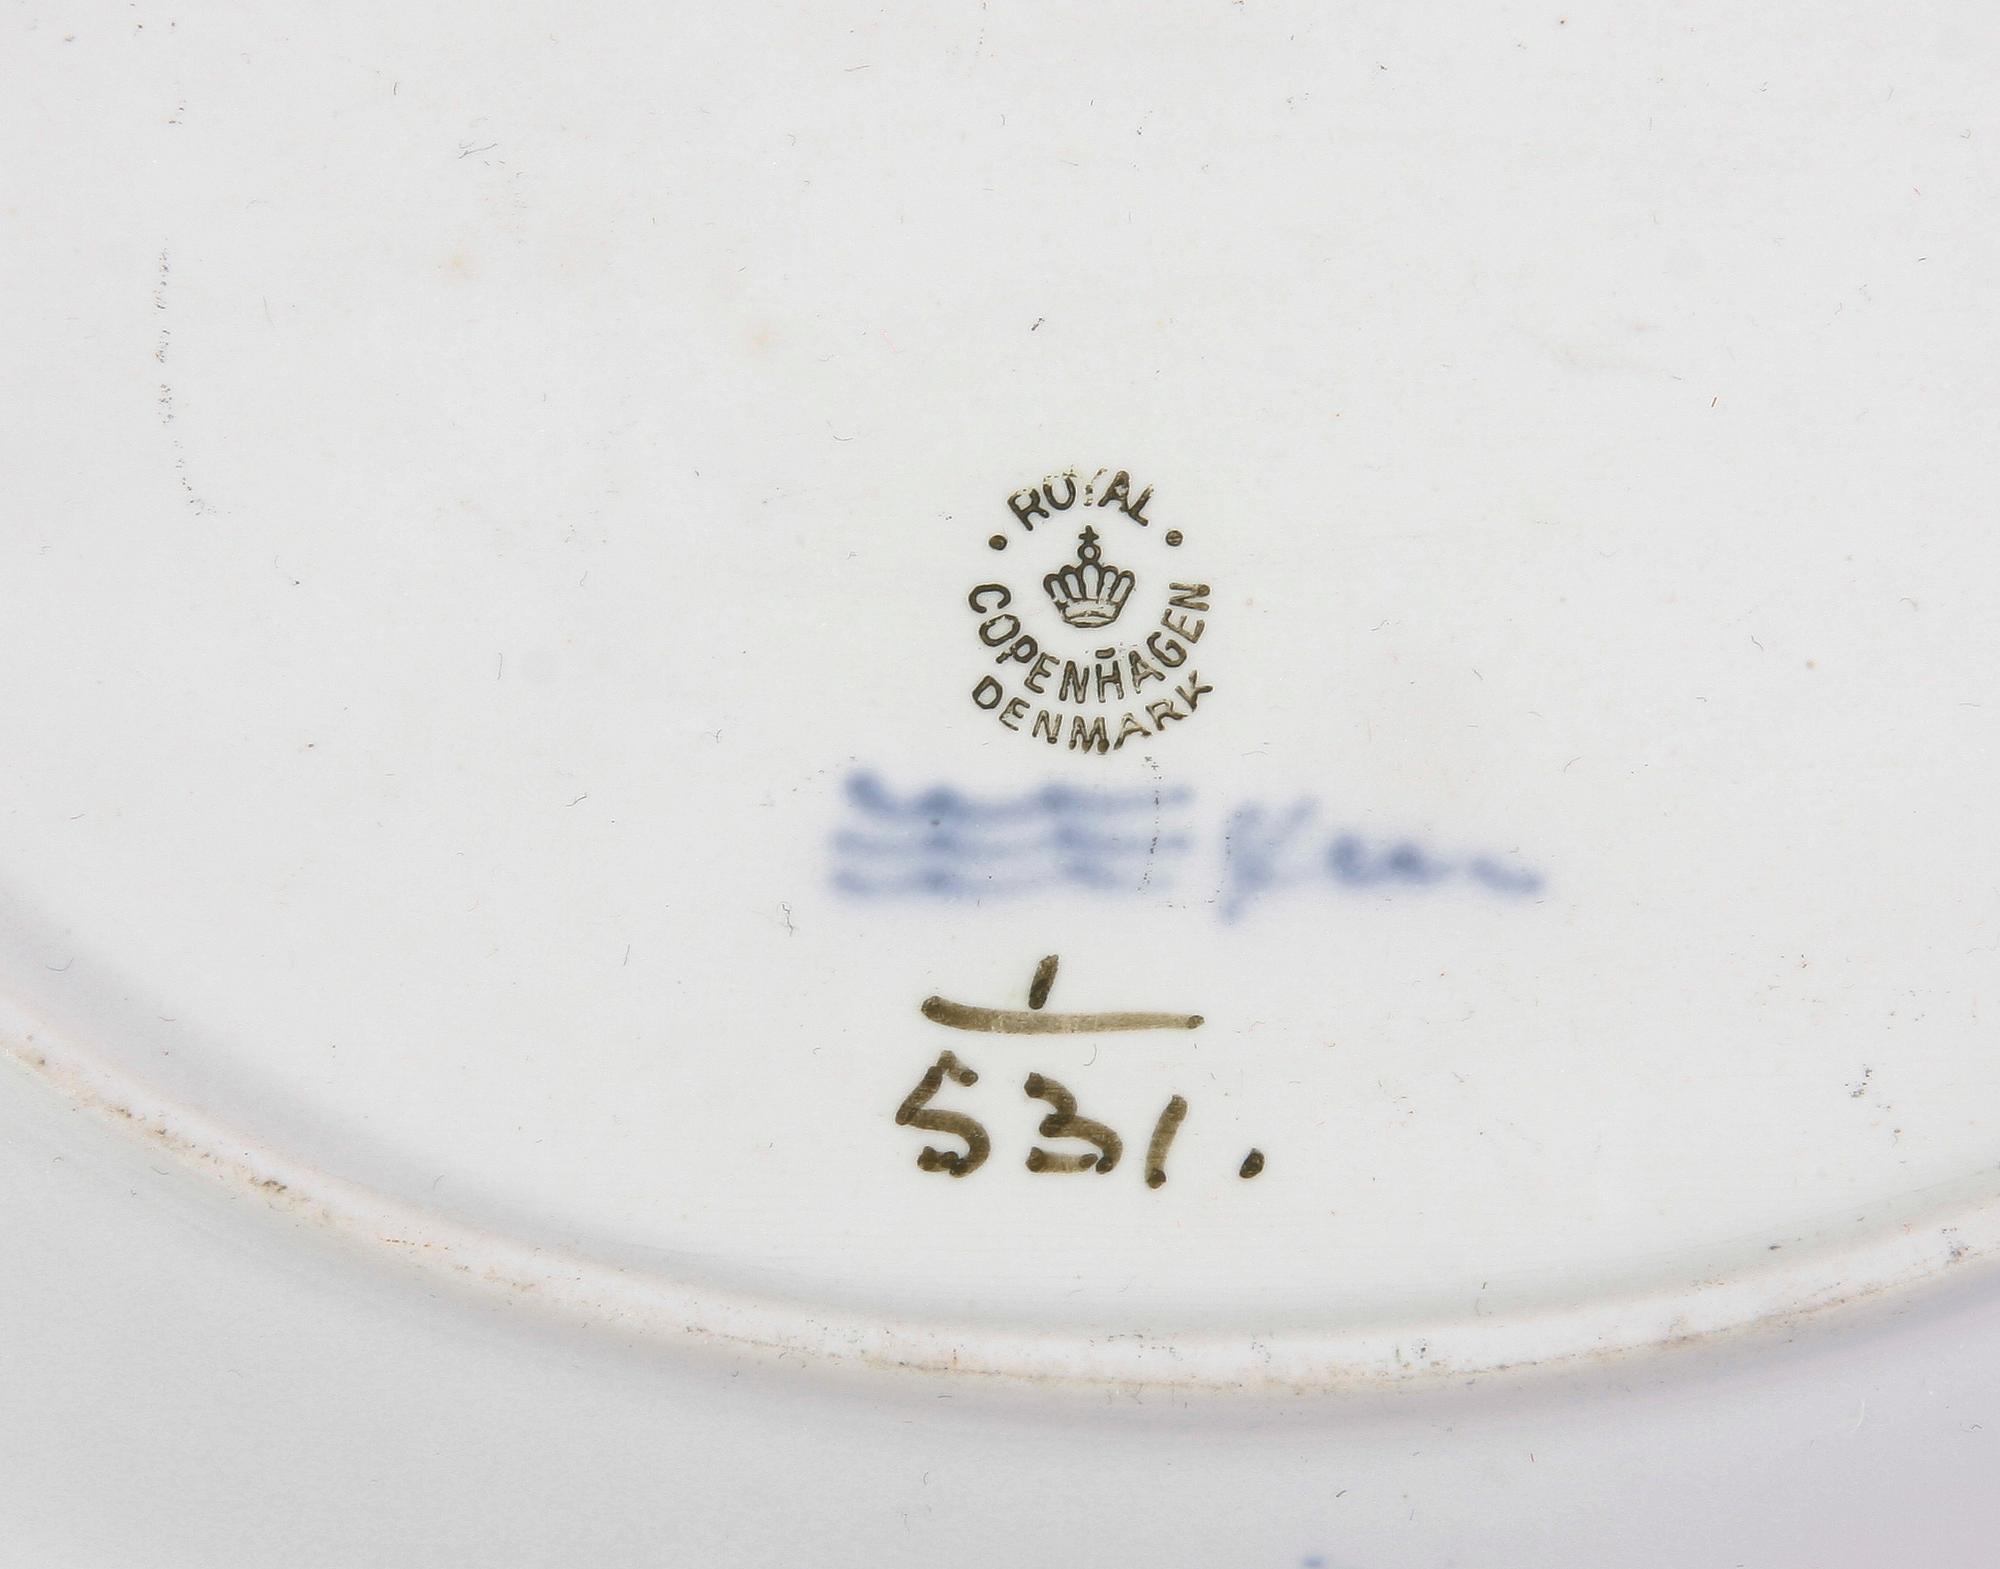 ROYAL
COPENHAGEN
DENMARK
1
531.